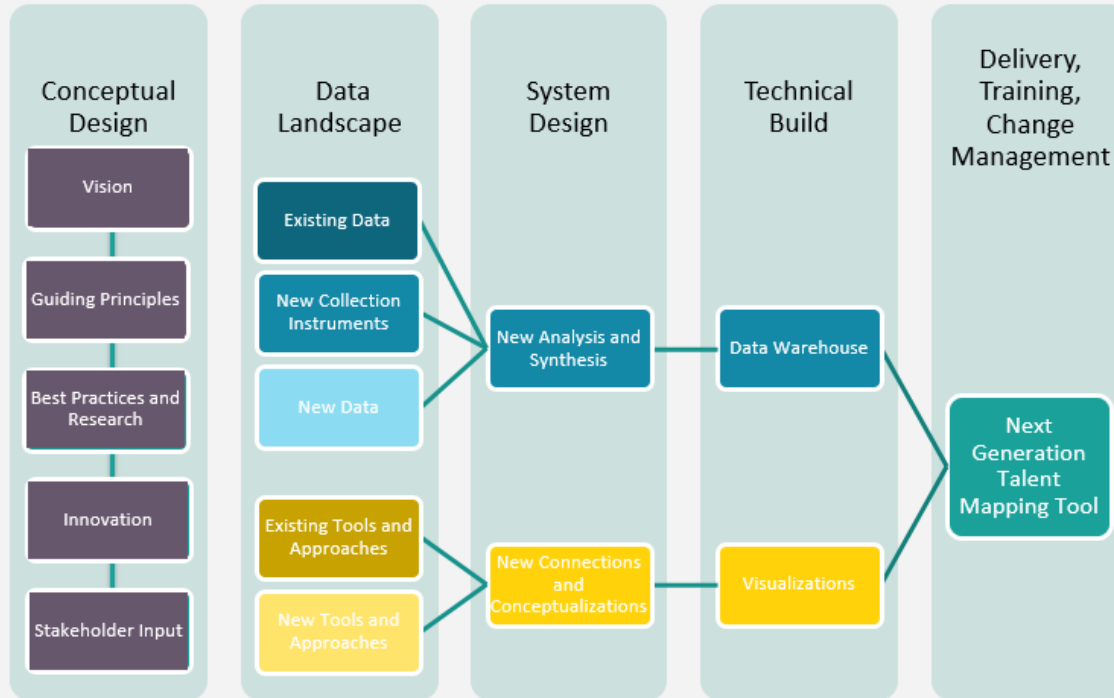 Conceptual
Design
Vision
Guiding Principles
Best Practices and
Research
Innovation
Stakeholder Input
Data
Landscape
Existing Data
New Collection
Instruments
New Data
Existing Tools and
Approaches
New Tools and
Approaches
System
Design
New Analysis and
Synthesis
New Connections
and
Conceptualizations
Technical
Build
Data Warehouse
Visualizations
Delivery,
Training,
Change
Management
Next
Generation
Talent
Mapping Tool